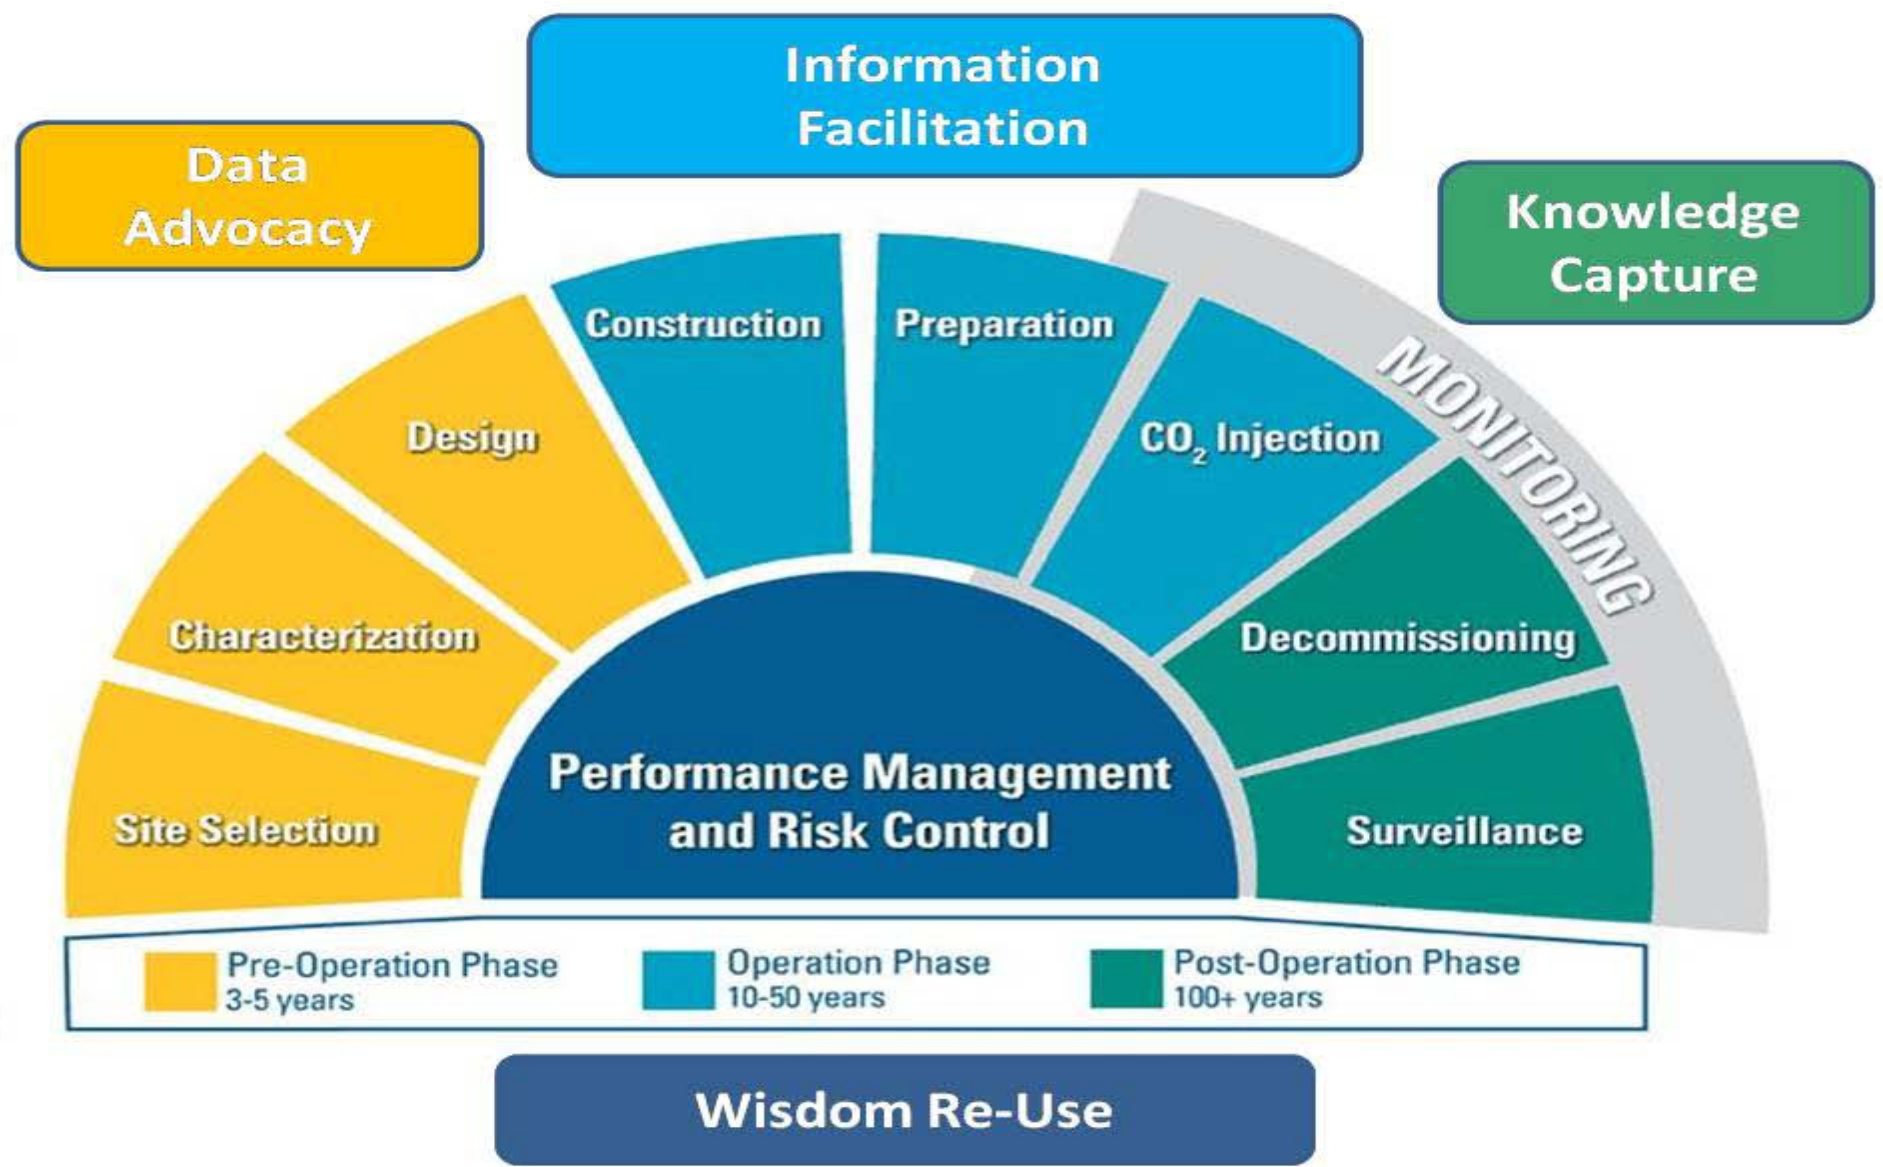 Information
Facilitation
Data
Advocacy
Knowledge
Capture
Construction
Preparation
Design
CO₂ Injection
MONITORING
Characterization
Decommissioning
Site Selection
Surveillance
Performance Management
and Risk Control
Pre-Operation Phase
3-5 years
Operation Phase
10-50 years
Post-Operation Phase
100+ years
Wisdom Re-Use